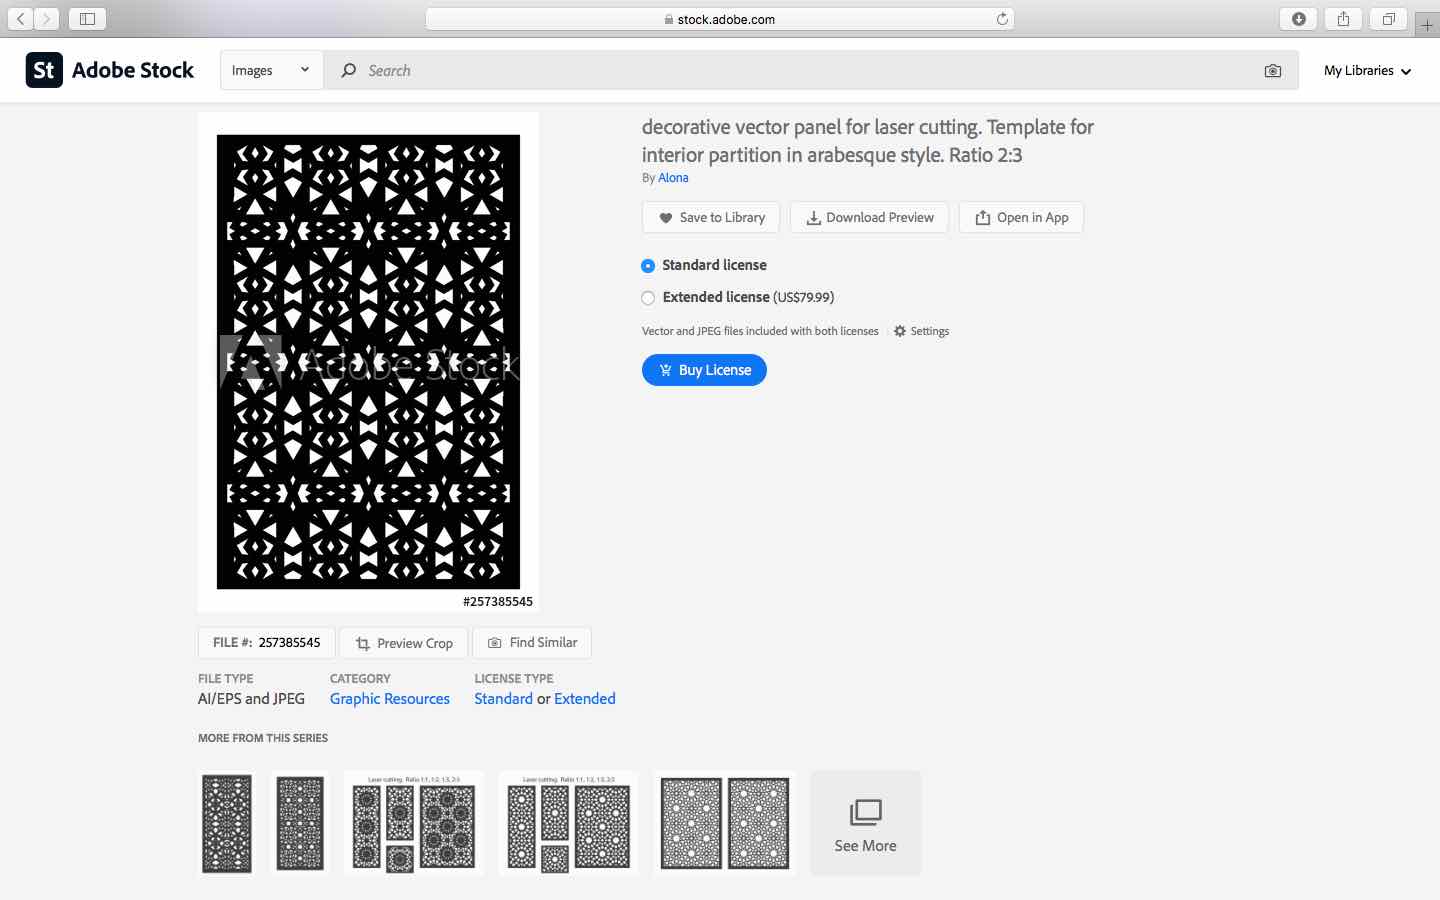 stock.adobe.com
St Adobe Stock
Images
Search
My Libraries
decorative vector panel for laser cutting. Template for
interior partition in arabesque style. Ratio 2:3
By Alona
Save to Library
Download Preview
Open in App
Standard license
Extended license (US$79.99)
Vector and JPEG files included with both licenses
Settings
Buy License
Adobe Stock
#257385545
FILE #: 257385545
Preview Crop
Find Similar
FILE TYPE
AI/EPS and JPEG
CATEGORY
Graphic Resources
LICENSE TYPE
Standard or Extended
MORE FROM THIS SERIES
Laser cutting. Ratio 1:1, 1:2, 1:3, 2:3
Laser cutting. Ratio 1:1, 1:2, 1:3, 2:3
See More